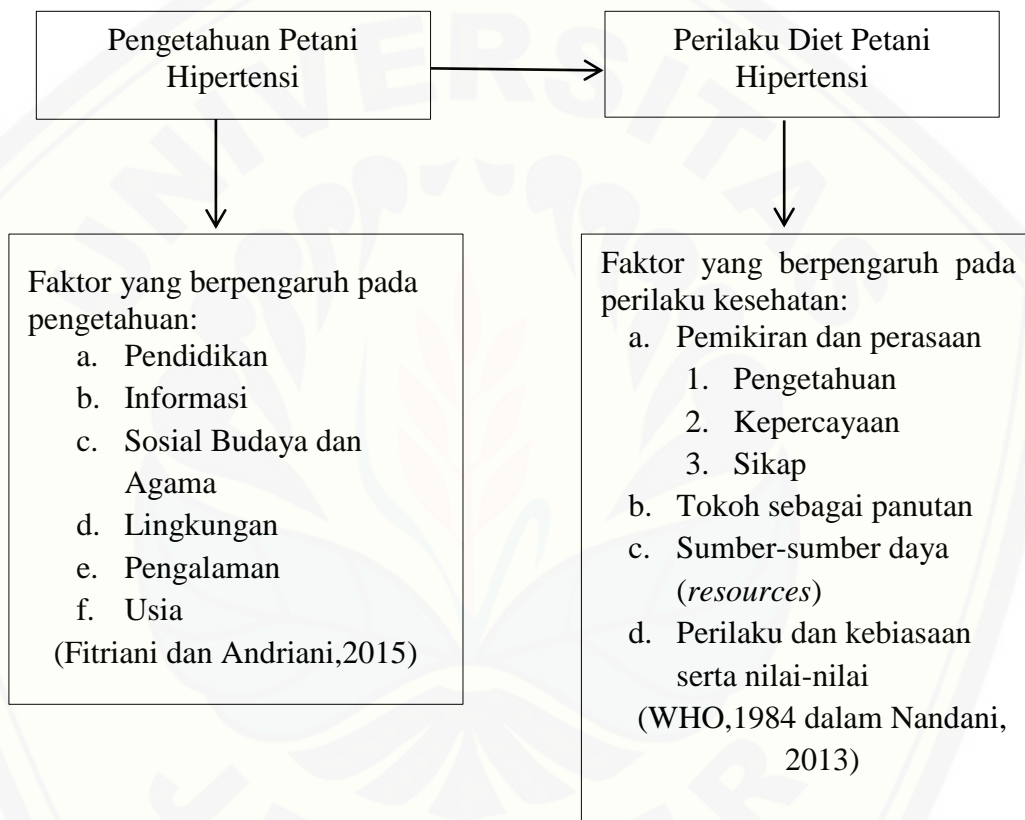 Pengetahuan Petani
Hipertensi
Perilaku Diet Petani
Hipertensi
Faktor yang berpengaruh pada
pengetahuan:
a. Pendidikan
b. Informasi
c. Sosial Budaya dan
Agama
d. Lingkungan
e. Pengalaman
f. Usia
(Fitriani dan Andriani,2015)
Faktor yang berpengaruh pada
perilaku kesehatan:
a. Pemikiran dan perasaan
1. Pengetahuan
2. Kepercayaan
3. Sikap
b. Tokoh sebagai panutan
c. Sumber-sumber daya
(resources)
d. Perilaku dan kebiasaan
serta nilai-nilai
(WHO,1984 dalam Nandani,
2013)
UNIVERSITAS